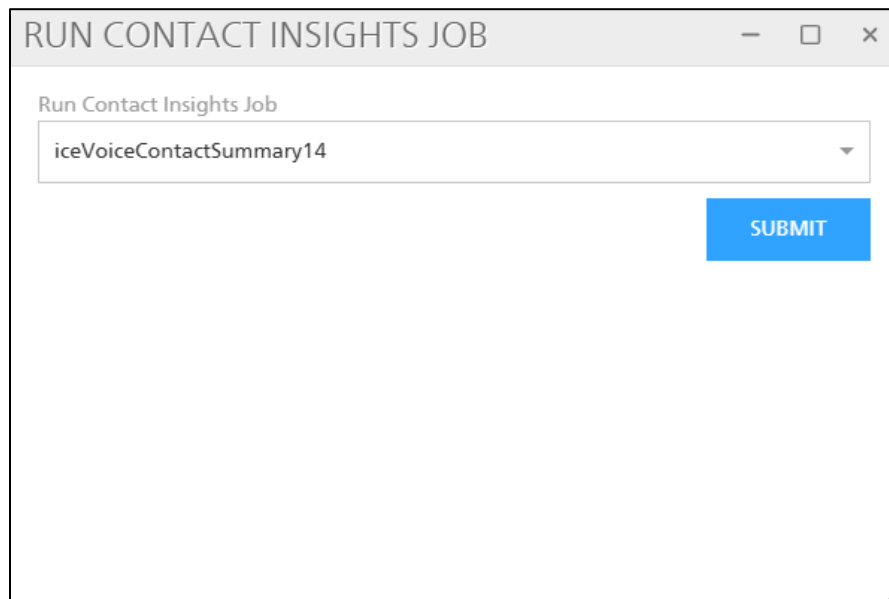 RUN CONTACT INSIGHTS JOB
Run Contact Insights Job
iceVoiceContactSummary14
SUBMIT